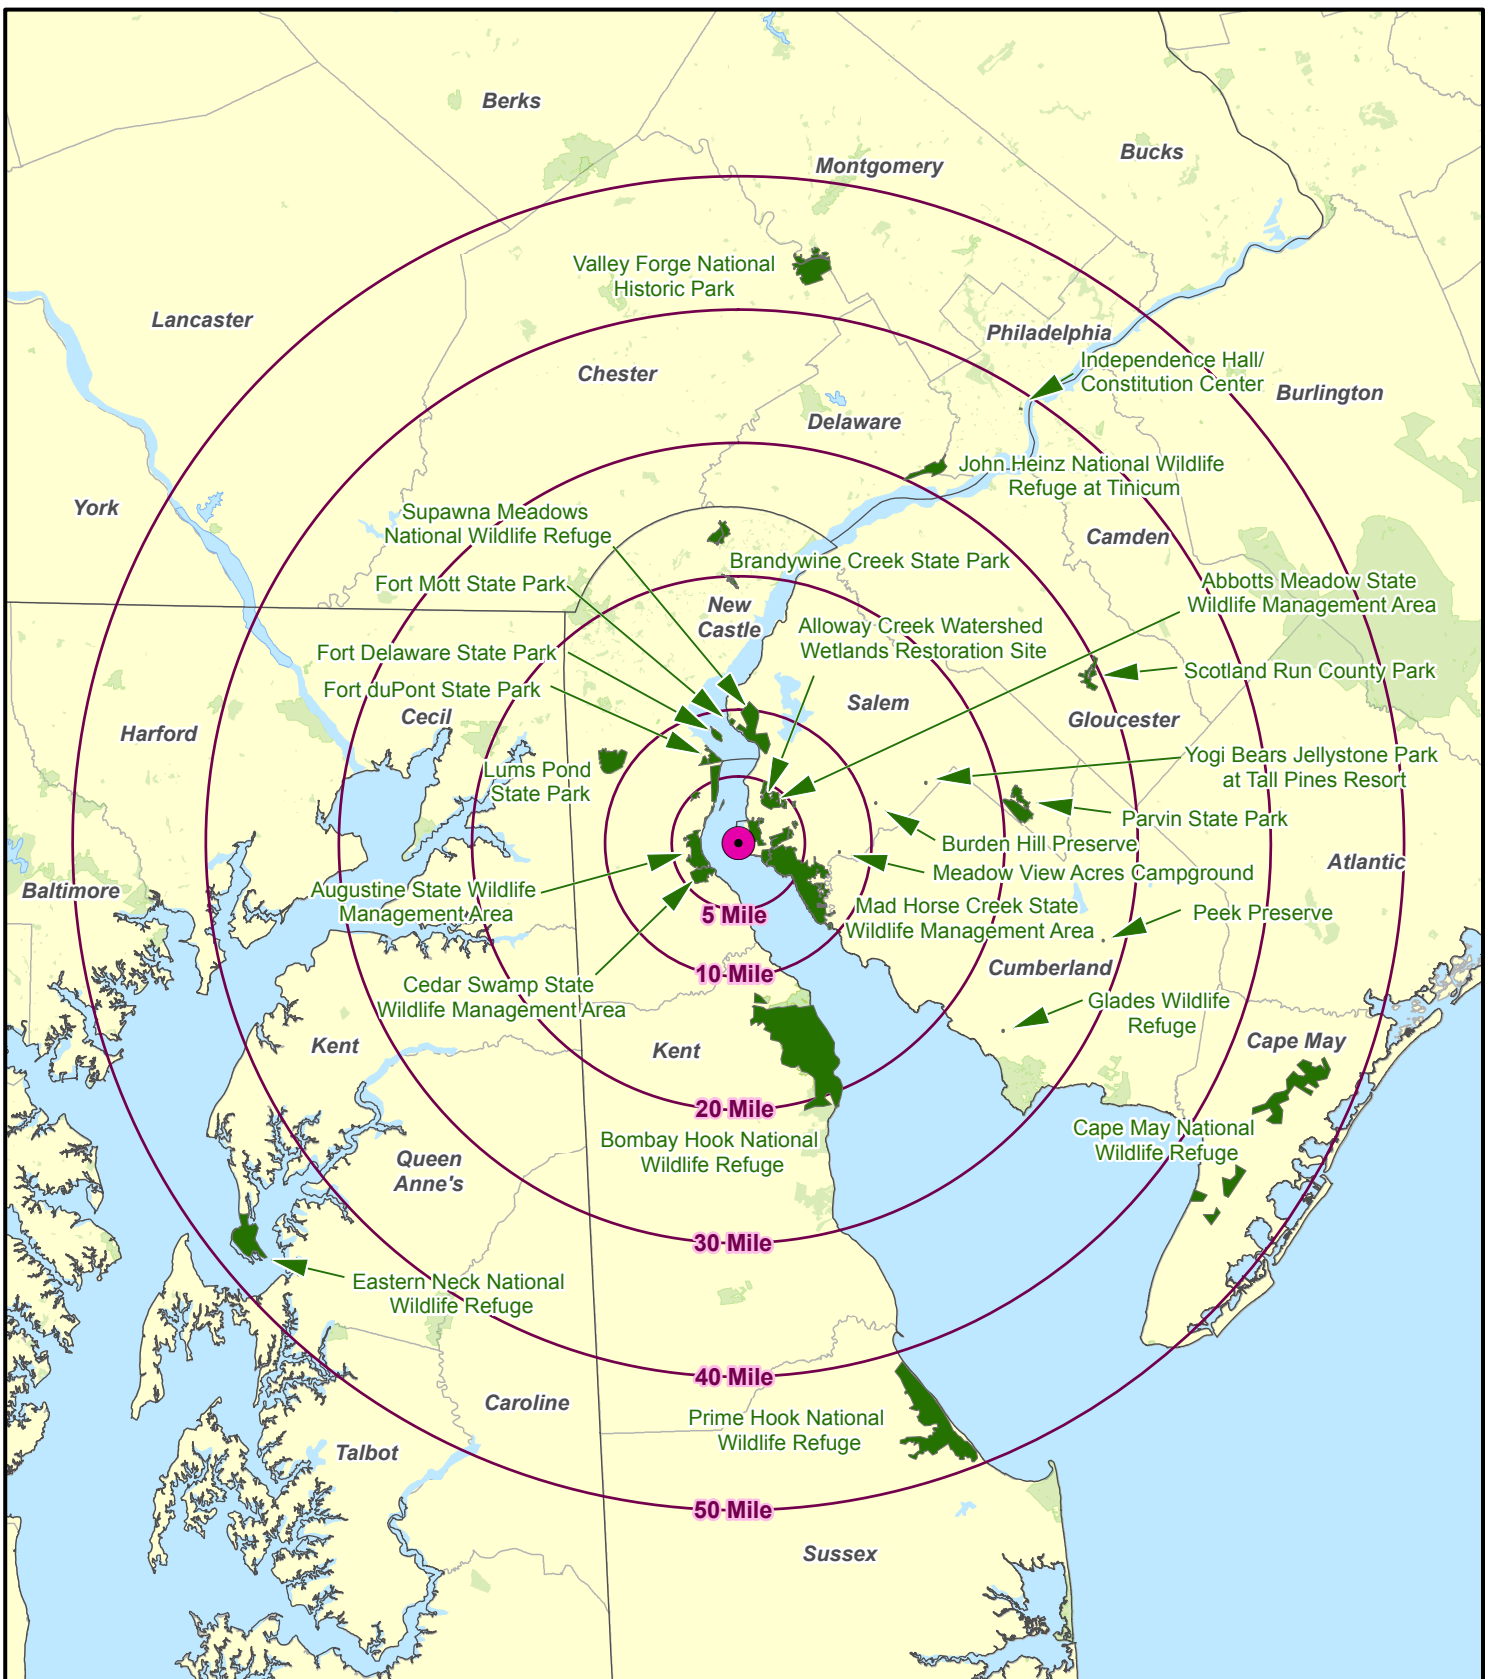 Berks
Bucks
Montgomery
Valley Forge National
Historic Park
Lancaster
Philadelphia
Independence Hall/
Constitution Center
Chester
Burlington
Delaware
John Heinz National Wildlife
Refuge at Tinicum
York
Supawna Meadows
National Wildlife Refuge
Camden
Brandywine Creek State Park
Fort Mott State Park
Abbotts Meadow State
Wildlife Management Area
New
Castle
Alloway Creek Watershed
Wetlands Restoration Site
Fort Delaware State Park
Scotland Run County Park
Fort duPont State Park
Salem
Cecil
Gloucester
Harford
Yogi Bears Jellystone Park
at Tall Pines Resort
Lums Pond
State Park
Parvin State Park
Burden Hill Preserve
Atlantic
Meadow View Acres Campground
Baltimore
Augustine State Wildlife
Management Area
5 Mile
Mad Horse Creek State
Wildlife Management Area
Peek Preserve
10-Mile
Cumberland
Cedar Swamp State
Wildlife Management Area
Glades Wildlife
Refuge
Kent
Kent
Cape May
20-Mile
Cape May National
Wildlife Refuge
Bombay Hook National
Wildlife Refuge
Queen
Anne's
30-Mile
Eastern Neck National
Wildlife Refuge
40-Mile
Caroline
Prime Hook National
Wildlife Refuge
Talbot
50-Mile
Sussex